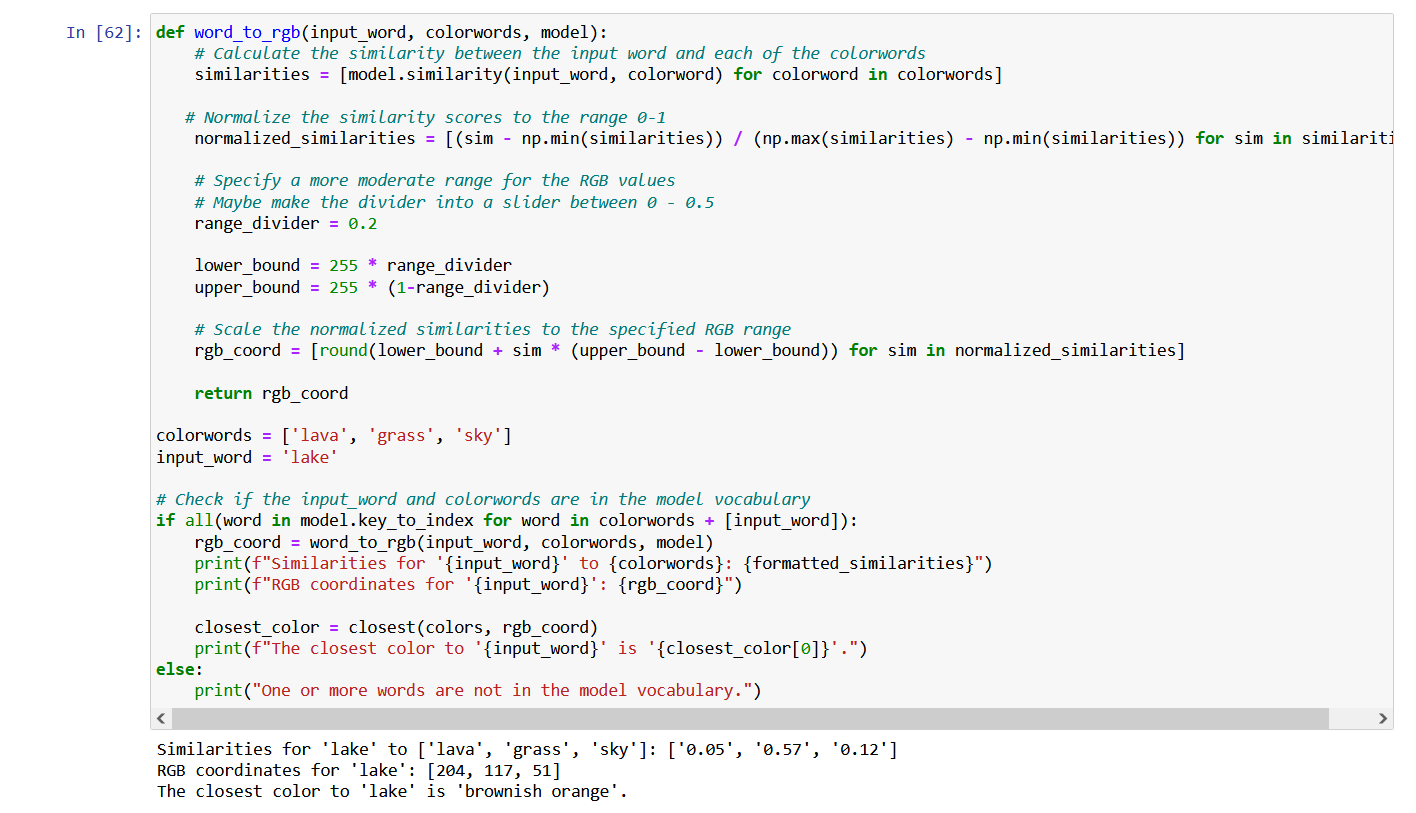 In [62]: def word_to_rgb(input_word, colorwords, model):
# Calculate the similarity between the input word and each of the colorwords
similarities = [model.similarity(input_word, colorword) for colorword in colorwords]
# Normalize the similarity scores to the range 0-1
normalized_similarities = [(sim - np.min(similarities)) / (np.max(similarities) - np.min(similarities)) for sim in similariti
# Specify a more moderate range for the RGB values
# Maybe make the divider into a slider between 0 - 0.5
range_divider = 0.2
lower_bound = 255 * range_divider
upper_bound = 255 * (1-range_divider)
# Scale the normalized similarities to the specified RGB range
rgb_coord = [round(lower_bound + sim * (upper_bound - lower_bound)) for sim in normalized_similarities]
return rgb_coord
colorwords = ['lava', 'grass', 'sky']
input_word = 'lake'
# Check if the input_word and colorwords are in the model vocabulary
if all(word in model.key_to_index for word in colorwords + [input_word]):
rgb_coord = word_to_rgb(input_word, colorwords, model)
print(f"Similarities for '{input_word}' to {colorwords}: {formatted_similarities}")
print(f"RGB coordinates for '{input_word}': {rgb_coord}")
closest_color = closest(colors, rgb_coord)
print(f"The closest color to '{input_word}' is '{closest_color[0]}'.")
else:
print("One or more words are not in the model vocabulary.")
Similarities for 'lake' to ['lava', 'grass', 'sky']: ['0.05', '0.57', '0.12']
RGB coordinates for 'lake': [204, 117, 51]
The closest color to 'lake' is 'brownish orange'.